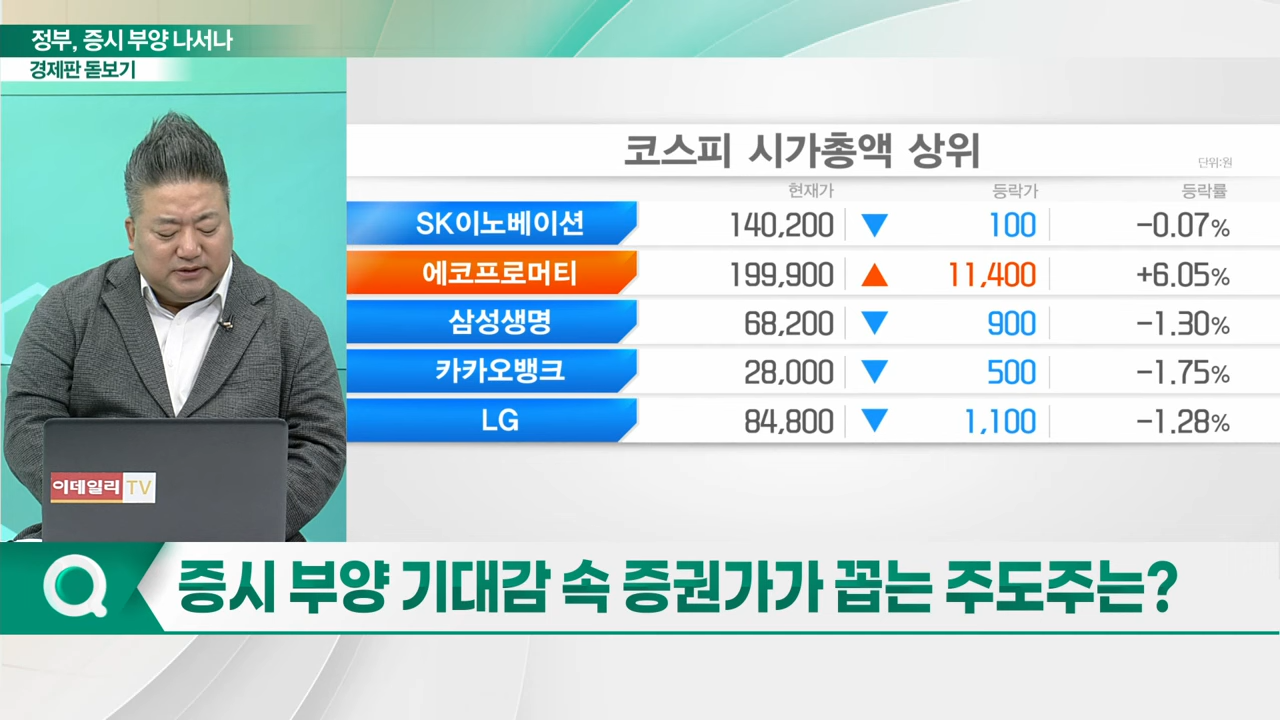 정부, 증시 부양 나서나
경제판 돋보기
코스피 시가총액 상위
단위:원
현재가 등락가 등락률
SK이노베이션 140,200 ▼ 100 -0.07%
에코프로머티 199,900 ▲ 11,400 +6.05%
삼성생명 68,200 ▼ 900 -1.30%
카카오뱅크 28,000 ▼ 500 -1.75%
LG 84,800 ▼ 1,100 -1.28%
이데일리 TV
증시 부양 기대감 속 증권가가 꼽는 주도주는?